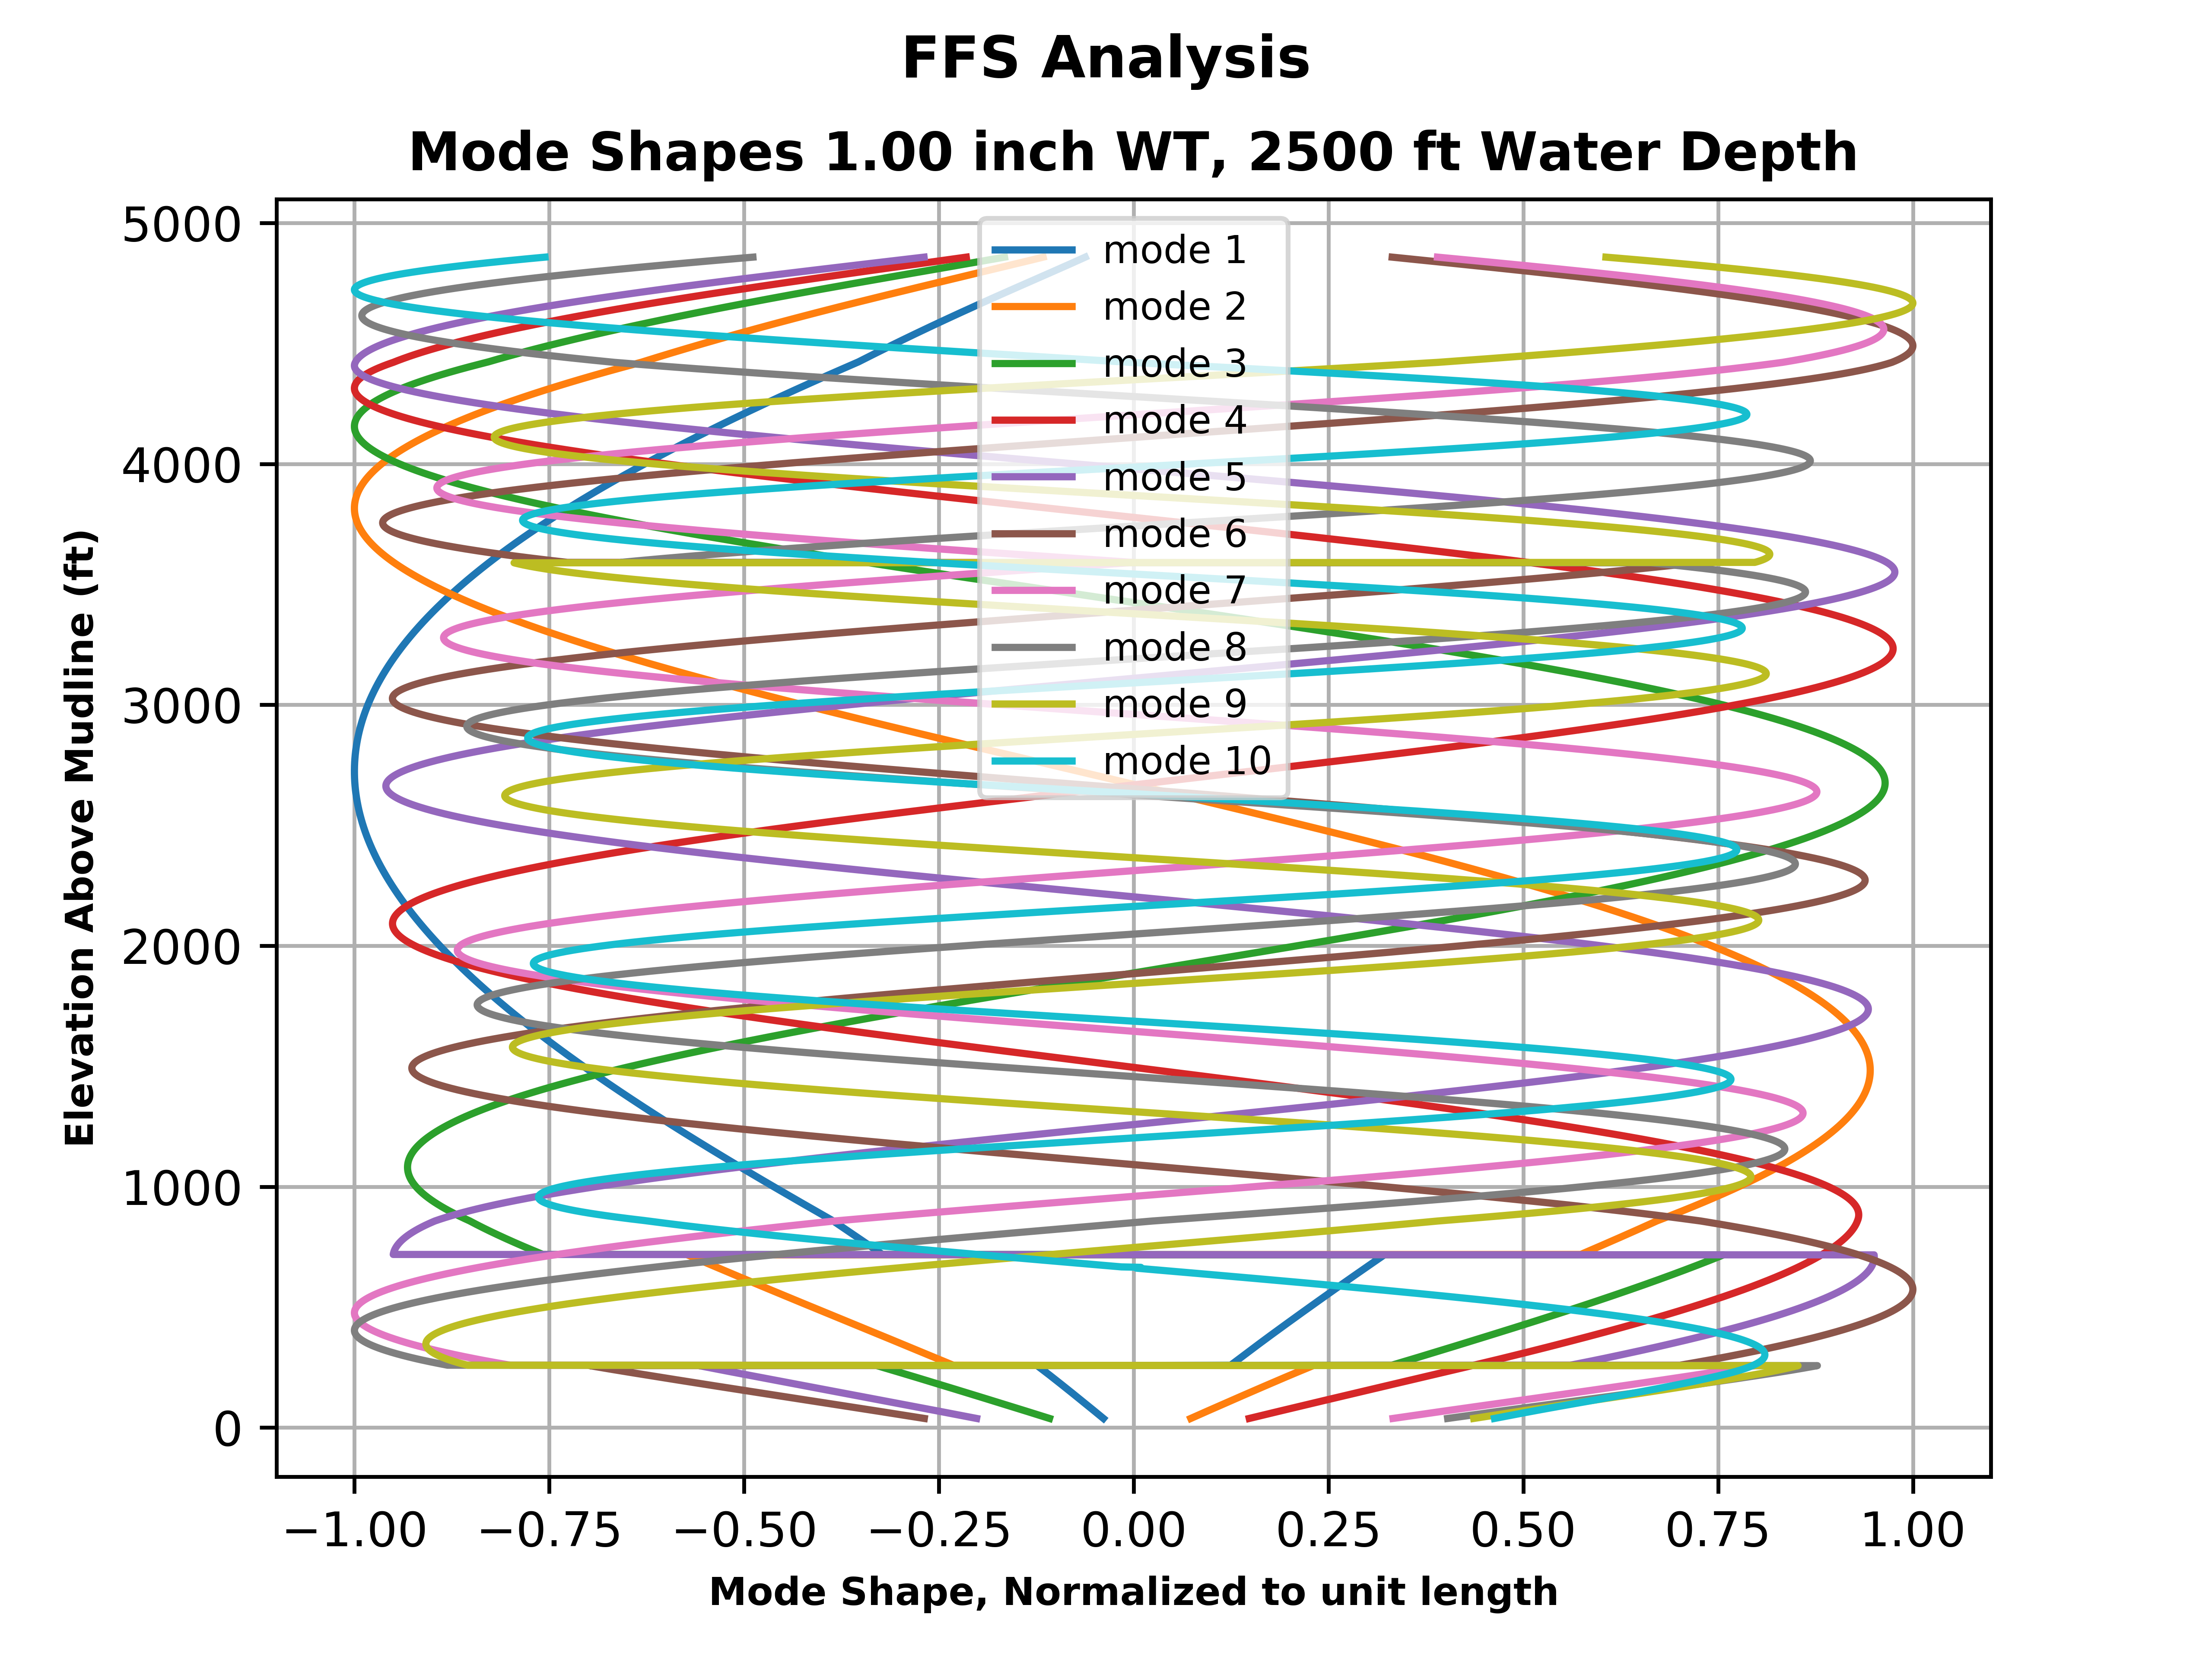 FFS Analysis
Mode Shapes 1.00 inch WT, 2500 ft Water Depth
5000
4000
3000
2000
1000
0
Elevation Above Mudline (ft)
mode 1
mode 2
mode 3
mode 4
mode 5
mode 6
mode 7
mode 8
mode 9
mode 10
−1.00 −0.75 −0.50 −0.25 0.00 0.25 0.50 0.75 1.00
Mode Shape, Normalized to unit length